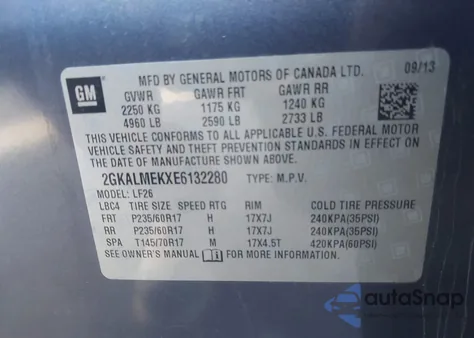 GM
MFD BY GENERAL MOTORS OF CANADA LTD. 09/13
GVWR GAWR FRT GAWR RR
2250 KG 1175 KG 1240 KG
4960 LB 2590 LB 2733 LB
THIS VEHICLE CONFORMS TO ALL APPLICABLE U.S. FEDERAL MOTOR
VEHICLE SAFETY AND THEFT PREVENTION STANDARDS IN EFFECT ON
THE DATE OF MANUFACTURE SHOWN ABOVE.
2GKALMEKXE6132280 TYPE: M.P.V.
MODEL: LF26
LBC4 TIRE SIZE SPEED RTG RIM COLD TIRE PRESSURE
FRT P235/60R17 H 17X7J 240KPA(35PSI)
RR P235/60R17 H 17X7J 240KPA(35PSI)
SPA T145/70R17 M 17X4.5T 420KPA(60PSI)
SEE OWNER'S MANUAL FOR MORE INFORMATION.
autoSnap